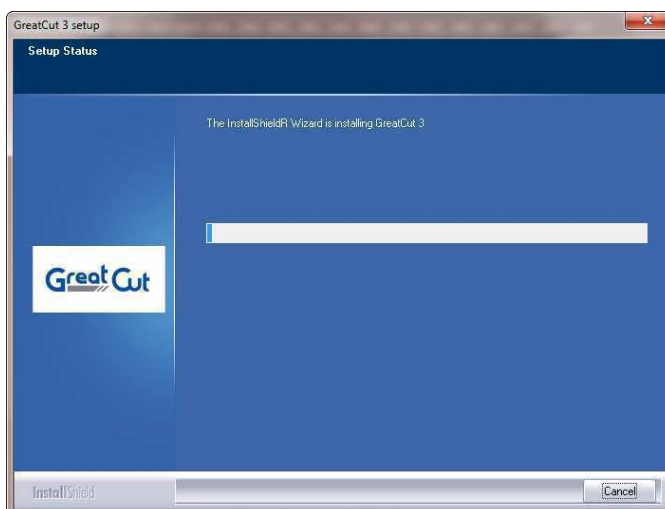 GreatCut 3 setup
Setup Status
The InstallShieldR Wizard is installing GreatCut 3
Great Cut
InstallShield
Cancel